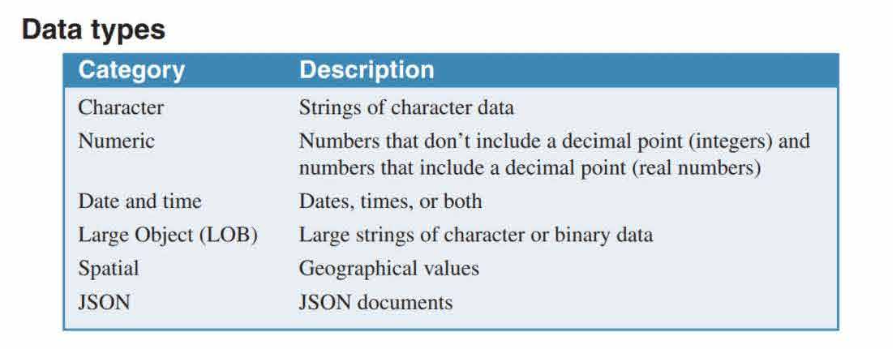 Data types
Category Description
Character Strings of character data
Numeric Numbers that don’t include a decimal point (integers) and
numbers that include a decimal point (real numbers)
Date and time Dates, times, or both
Large Object (LOB) Large strings of character or binary data
Spatial Geographical values
JSON JSON documents